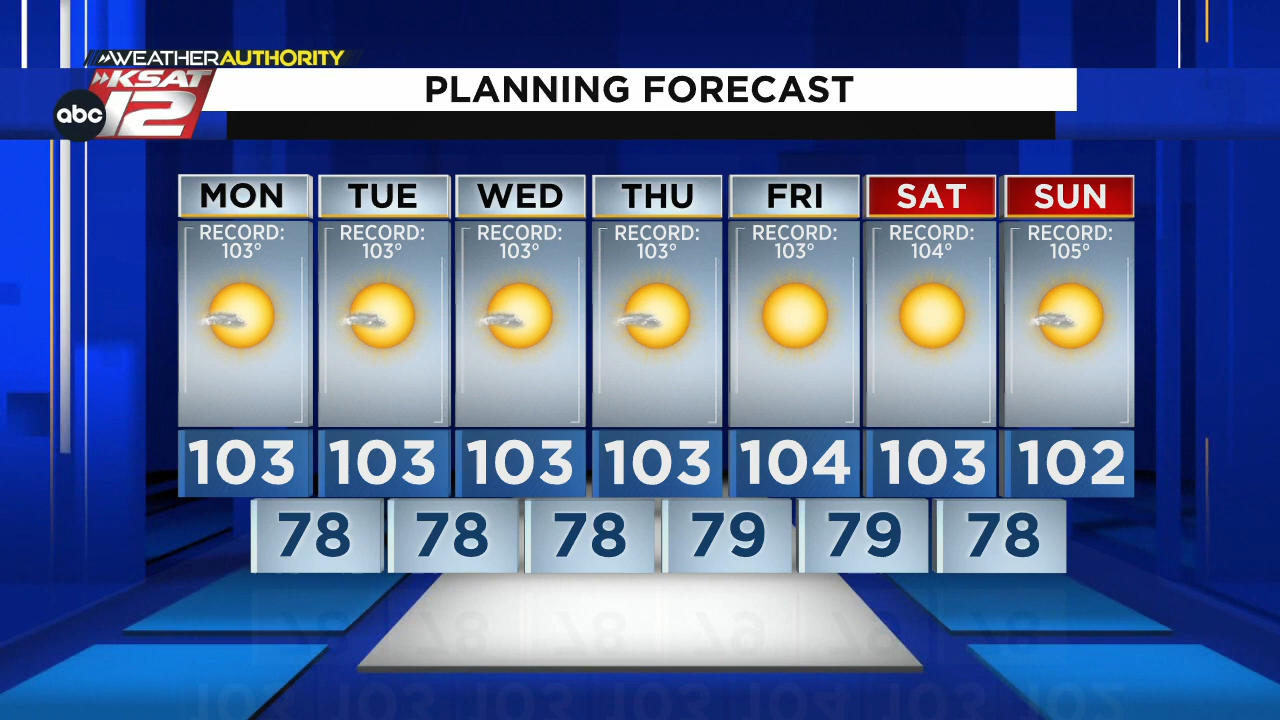 WEATHERAUTHORITY
KSAT
abc 12
PLANNING FORECAST
MON TUE WED THU FRI SAT SUN
RECORD: RECORD: RECORD: RECORD: RECORD: RECORD: RECORD:
103° 103° 103° 103° 103° 104° 105°
103 103 103 103 104 103 102
78 78 78 79 79 78